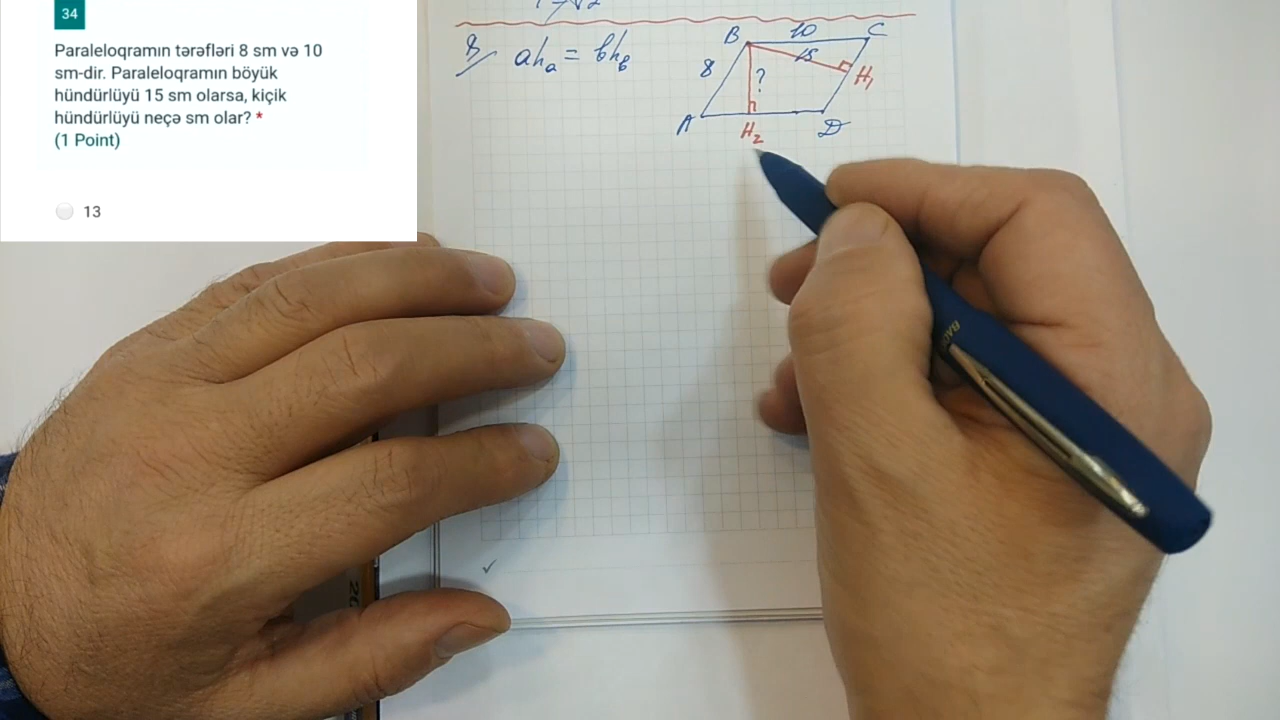 34
Paraleloqramın tərəfləri 8 sm və 10
sm-dir. Paraleloqramın böyük
hündürlüyü 15 sm olarsa, kiçik
hündürlüyü neçə sm olar? *
(1 Point)
13
8/ ahₐ = bh_b
B 10 C
8 15
? H₁
A H₂ D